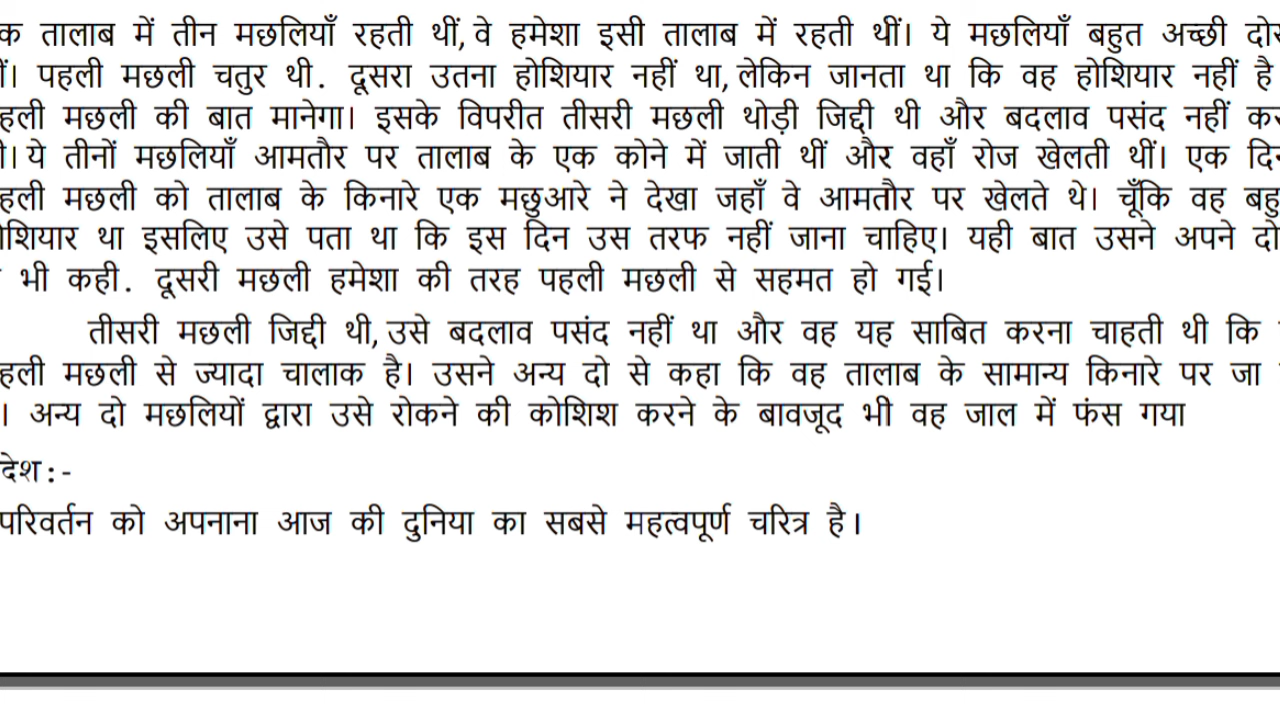 क तालाब में तीन मछलियाँ रहती थीं, वे हमेशा इसी तालाब में रहती थीं। ये मछलियाँ बहुत अच्छी
। पहली मछली चतुर थी. दूसरा उतना होशियार नहीं था, लेकिन जानता था कि वह होशियार नहीं है
हली मछली की बात मानेगा। इसके विपरीत तीसरी मछली थोड़ी जिद्दी थी और बदलाव पसंद नहीं
। ये तीनों मछलियाँ आमतौर पर तालाब के एक कोने में जाती थीं और वहाँ रोज खेलती थीं। एक
हली मछली को तालाब के किनारे एक मछुआरे ने देखा जहाँ वे आमतौर पर खेलते थे। चूँकि वह बहु
शियार था इसलिए उसे पता था कि इस दिन उस तरफ नहीं जाना चाहिए। यही बात उसने अपने दो
भी कही. दूसरी मछली हमेशा की तरह पहली मछली से सहमत हो गई।
तीसरी मछली जिद्दी थी, उसे बदलाव पसंद नहीं था और वह यह साबित करना चाहती थी कि
हली मछली से ज्यादा चालाक है। उसने अन्य दो से कहा कि वह तालाब के सामान्य किनारे पर जा
। अन्य दो मछलियों द्वारा उसे रोकने की कोशिश करने के बावजूद भी वह जाल में फंस गया
देश:-
परिवर्तन को अपनाना आज की दुनिया का सबसे महत्वपूर्ण चरित्र है।